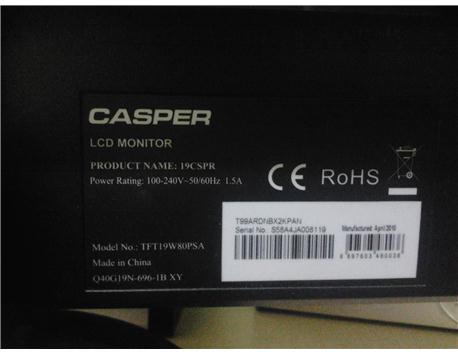 CASPER
LCD MONITOR
PRODUCT NAME: 19CSPR
Power Rating: 100-240V~50/60Hz 1.5A
CE RoHS
T99ARDNBX2KPAN
Serial No. S58A4JA008119
Manufactured: April 2010
Model No.: TFT19W80PSA
Made in China
Q40G19N-696-1B XY